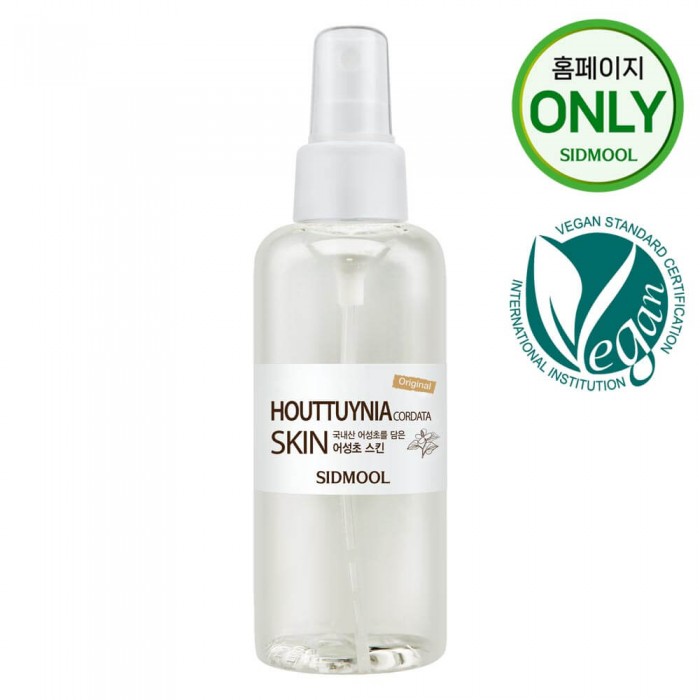 홈페이지
ONLY
SIDMOOL
VEGAN STANDARD CERTIFICATION
Vegan
INTERNATIONAL INSTITUTION
Original
HOUTTUYNIA CORDATA
SKIN 국내산 어성초를 담은
어성초 스킨
SIDMOOL